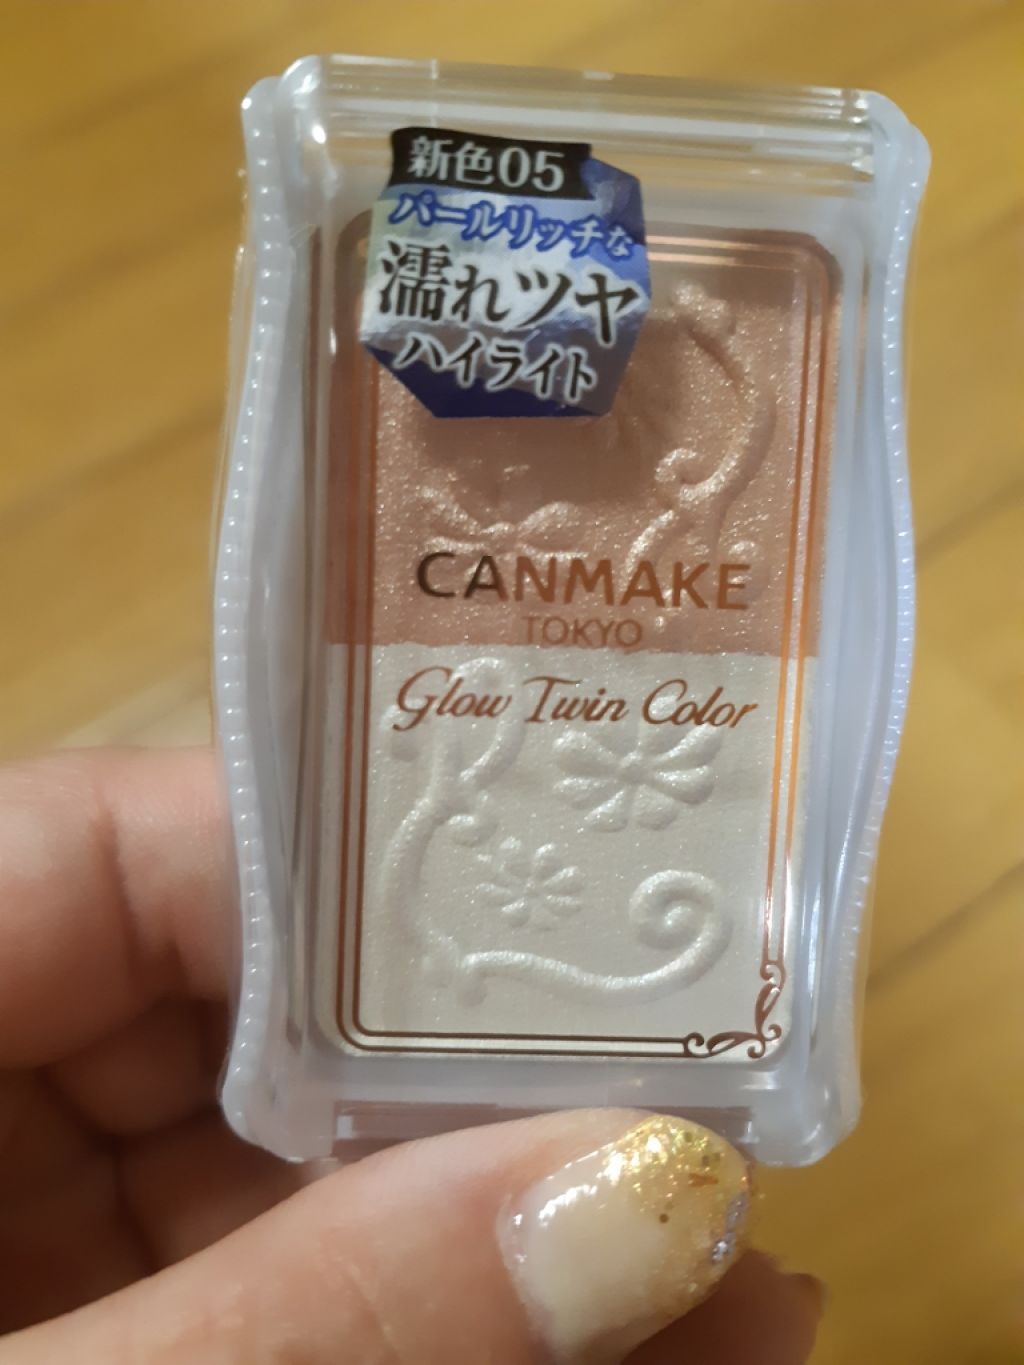 新色05
パールリッチな
濡れツヤ
ハイライト
CANMAKE
TOKYO
Glow Twin Color